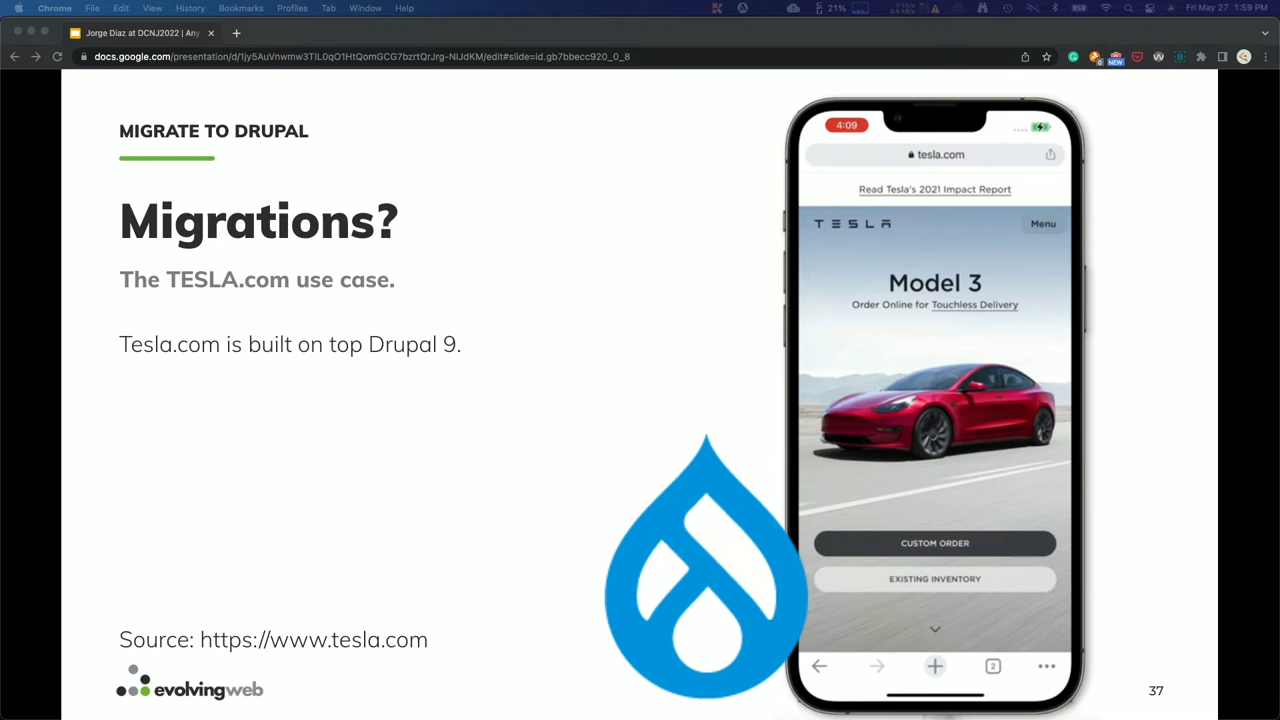 Chrome File Edit View History Bookmarks Profiles Tab Window Help
21%
Fri May 27 1:59 PM
Jorge Diaz at DCNJ2022 | Any
docs.google.com/presentation/d/1jy5AuVnwmw3TIL0qO1HtQomGCG7bzrtQrJrg-NIJdKM/edit#slide=id.gb7bbecc920_0_8
NEW
MIGRATE TO DRUPAL
Migrations?
The TESLA.com use case.
Tesla.com is built on top Drupal 9.
Source: https://www.tesla.com
evolvingweb
4:09
tesla.com
Read Tesla's 2021 Impact Report
TESLA
Menu
Model 3
Order Online for Touchless Delivery
CUSTOM ORDER
EXISTING INVENTORY
2
37